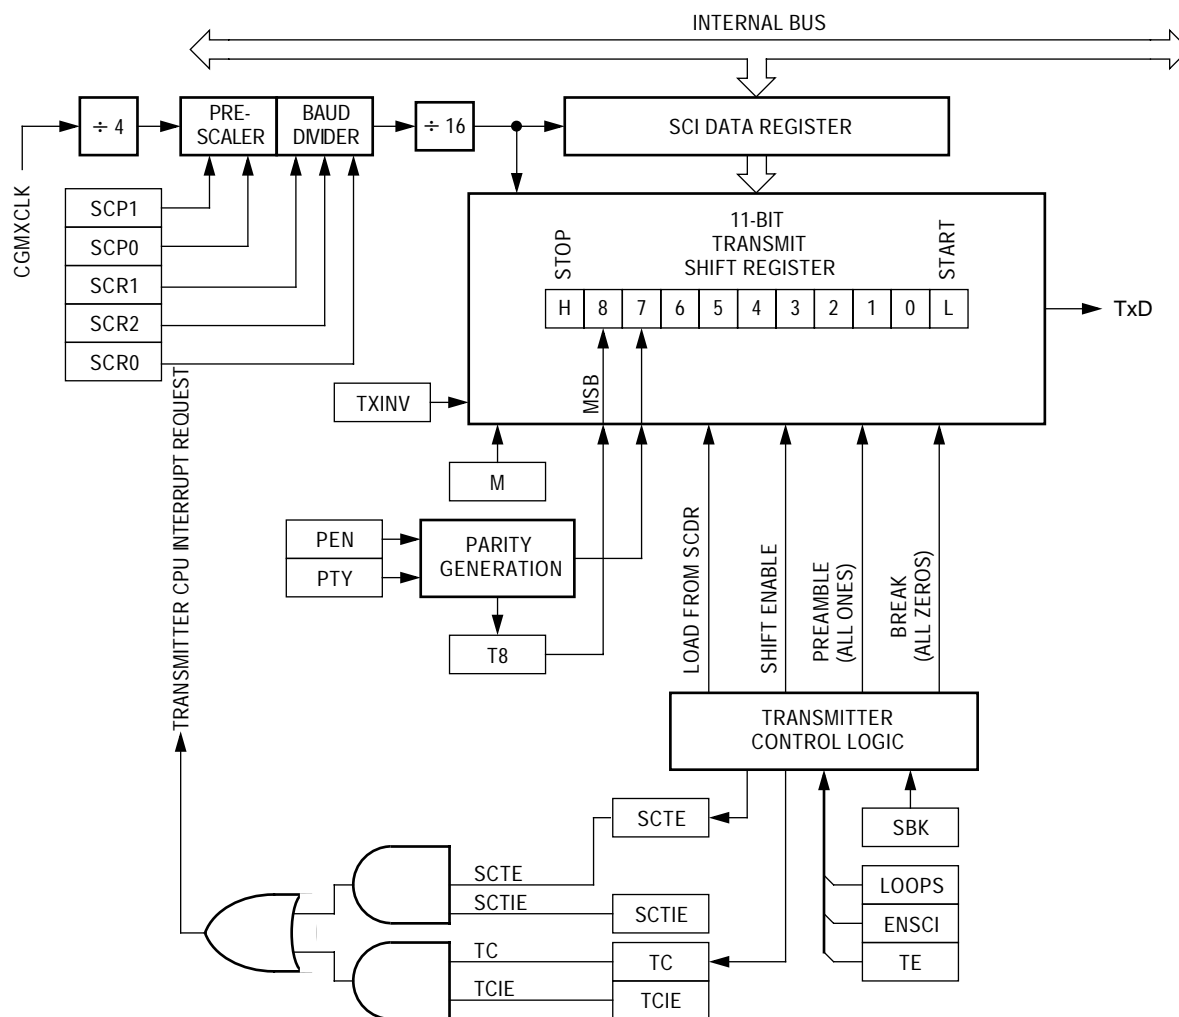 INTERNAL BUS
÷ 4
PRE-
SCALER
BAUD
DIVIDER
÷ 16
SCI DATA REGISTER
CGMXCLK
SCP1
SCP0
SCR1
SCR2
SCR0
11-BIT
TRANSMIT
SHIFT REGISTER
STOP
START
H 8 7 6 5 4 3 2 1 0 L
TxD
TXINV
MSB
M
PEN
PTY
PARITY
GENERATION
T8
TRANSMITTER CPU INTERRUPT REQUEST
LOAD FROM SCDR
SHIFT ENABLE
PREAMBLE
(ALL ONES)
BREAK
(ALL ZEROS)
TRANSMITTER
CONTROL LOGIC
SCTE
SBK
SCTE
SCTIE
SCTIE
LOOPS
ENSCI
TE
TC
TC
TCIE
TCIE